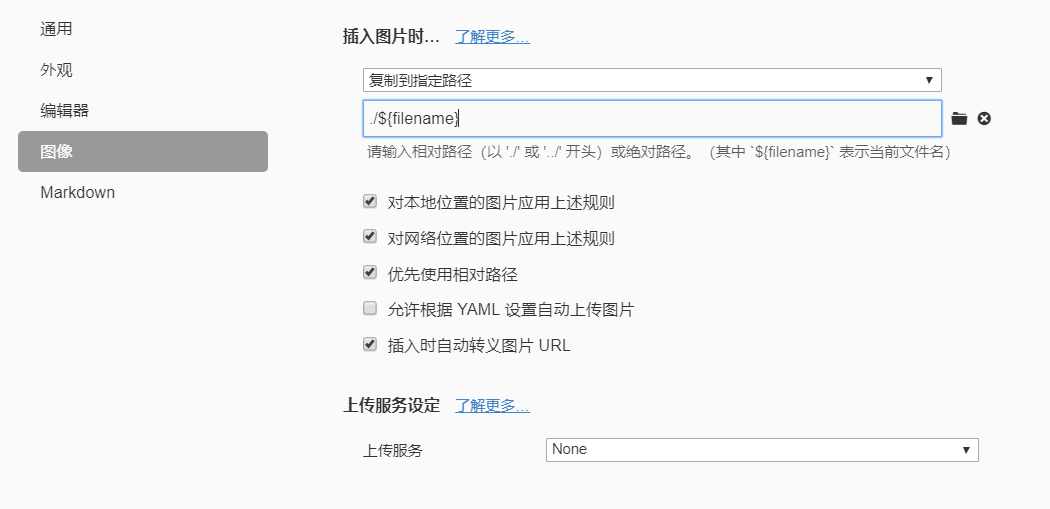 通用
外观
编辑器
图像
Markdown
插入图片时... 了解更多...
复制到指定路径
./${filename}
请输入相对路径（以 './' 或 '../' 开头）或绝对路径。（其中 `${filename}` 表示当前文件名）
对本地位置的图片应用上述规则
对网络位置的图片应用上述规则
优先使用相对路径
允许根据 YAML 设置自动上传图片
插入时自动转义图片 URL
上传服务设定 了解更多...
上传服务 None